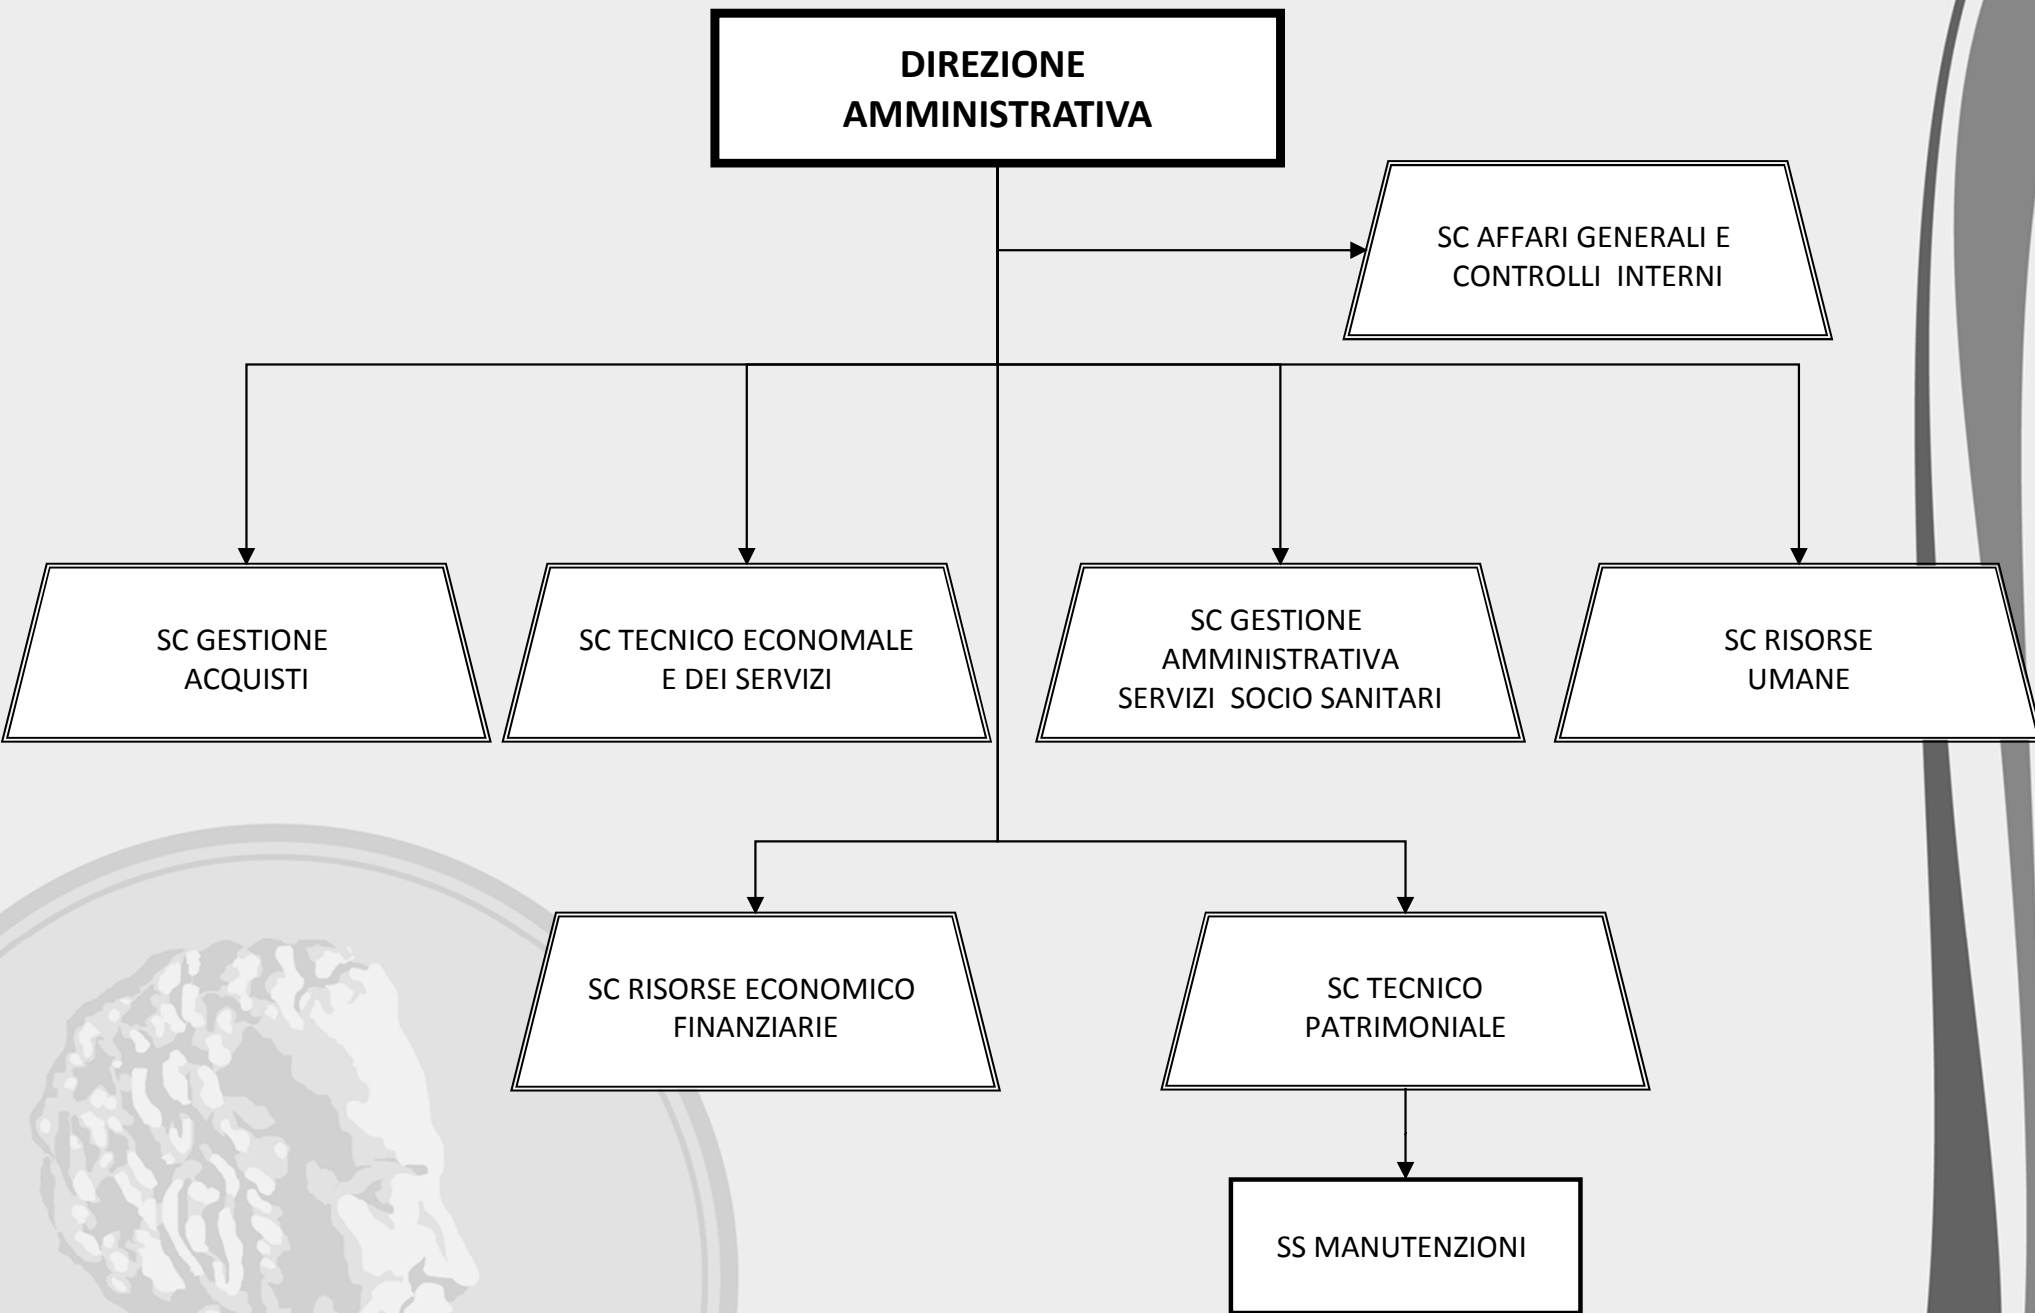 DIREZIONE
AMMINISTRATIVA
SC AFFARI GENERALI E
CONTROLLI INTERNI
SC GESTIONE
ACQUISTI
SC TECNICO ECONOMALE
E DEI SERVIZI
SC GESTIONE
AMMINISTRATIVA
SERVIZI SOCIO SANITARI
SC RISORSE
UMANE
SC RISORSE ECONOMICO
FINANZIARIE
SC TECNICO
PATRIMONIALE
SS MANUTENZIONI